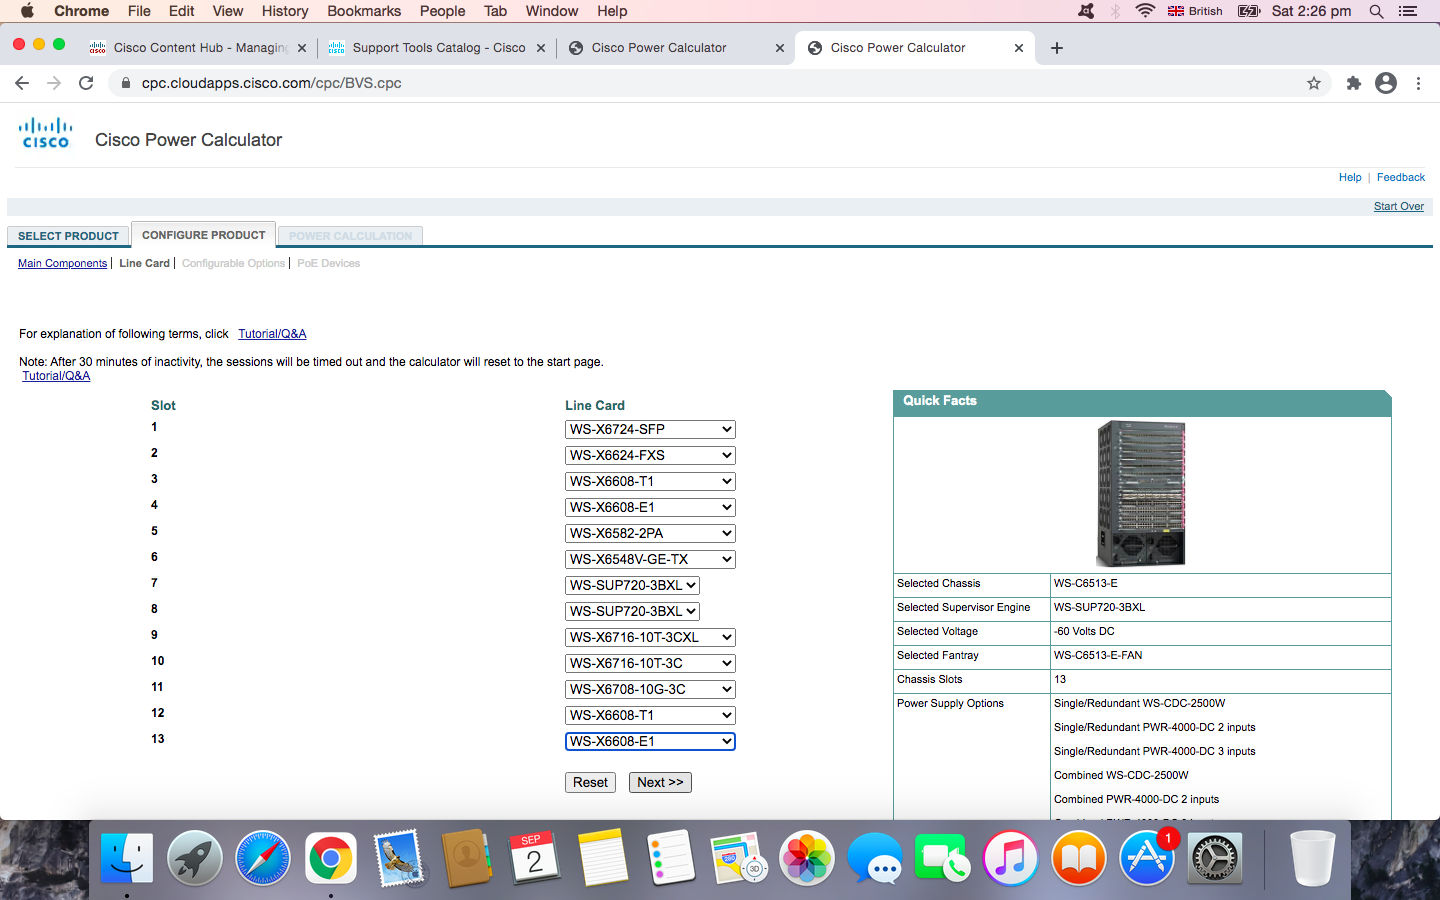 Chrome File Edit View History Bookmarks People Tab Window Help British Sat 2:26 pm
Cisco Content Hub - Managing Support Tools Catalog - Cisco Cisco Power Calculator Cisco Power Calculator
cpc.cloudapps.cisco.com/cpc/BVS.cpc
CISCO Cisco Power Calculator
Help | Feedback
Start Over
SELECT PRODUCT CONFIGURE PRODUCT POWER CALCULATION
Main Components | Line Card | Configurable Options | PoE Devices
For explanation of following terms, click Tutorial/Q&A
Note: After 30 minutes of inactivity, the sessions will be timed out and the calculator will reset to the start page.
Tutorial/Q&A
Slot Line Card
1 WS-X6724-SFP
2 WS-X6624-FXS
3 WS-X6608-T1
4 WS-X6608-E1
5 WS-X6582-2PA
6 WS-X6548V-GE-TX
7 WS-SUP720-3BXL
8 WS-SUP720-3BXL
9 WS-X6716-10T-3CXL
10 WS-X6716-10T-3C
11 WS-X6708-10G-3C
12 WS-X6608-T1
13 WS-X6608-E1
Reset Next >>
Quick Facts
Selected Chassis WS-C6513-E
Selected Supervisor Engine WS-SUP720-3BXL
Selected Voltage -60 Volts DC
Selected Fantray WS-C6513-E-FAN
Chassis Slots 13
Power Supply Options Single/Redundant WS-CDC-2500W
Single/Redundant PWR-4000-DC 2 inputs
Single/Redundant PWR-4000-DC 3 inputs
Combined WS-CDC-2500W
Combined PWR-4000-DC 2 inputs
SEP
2
280
3D
1